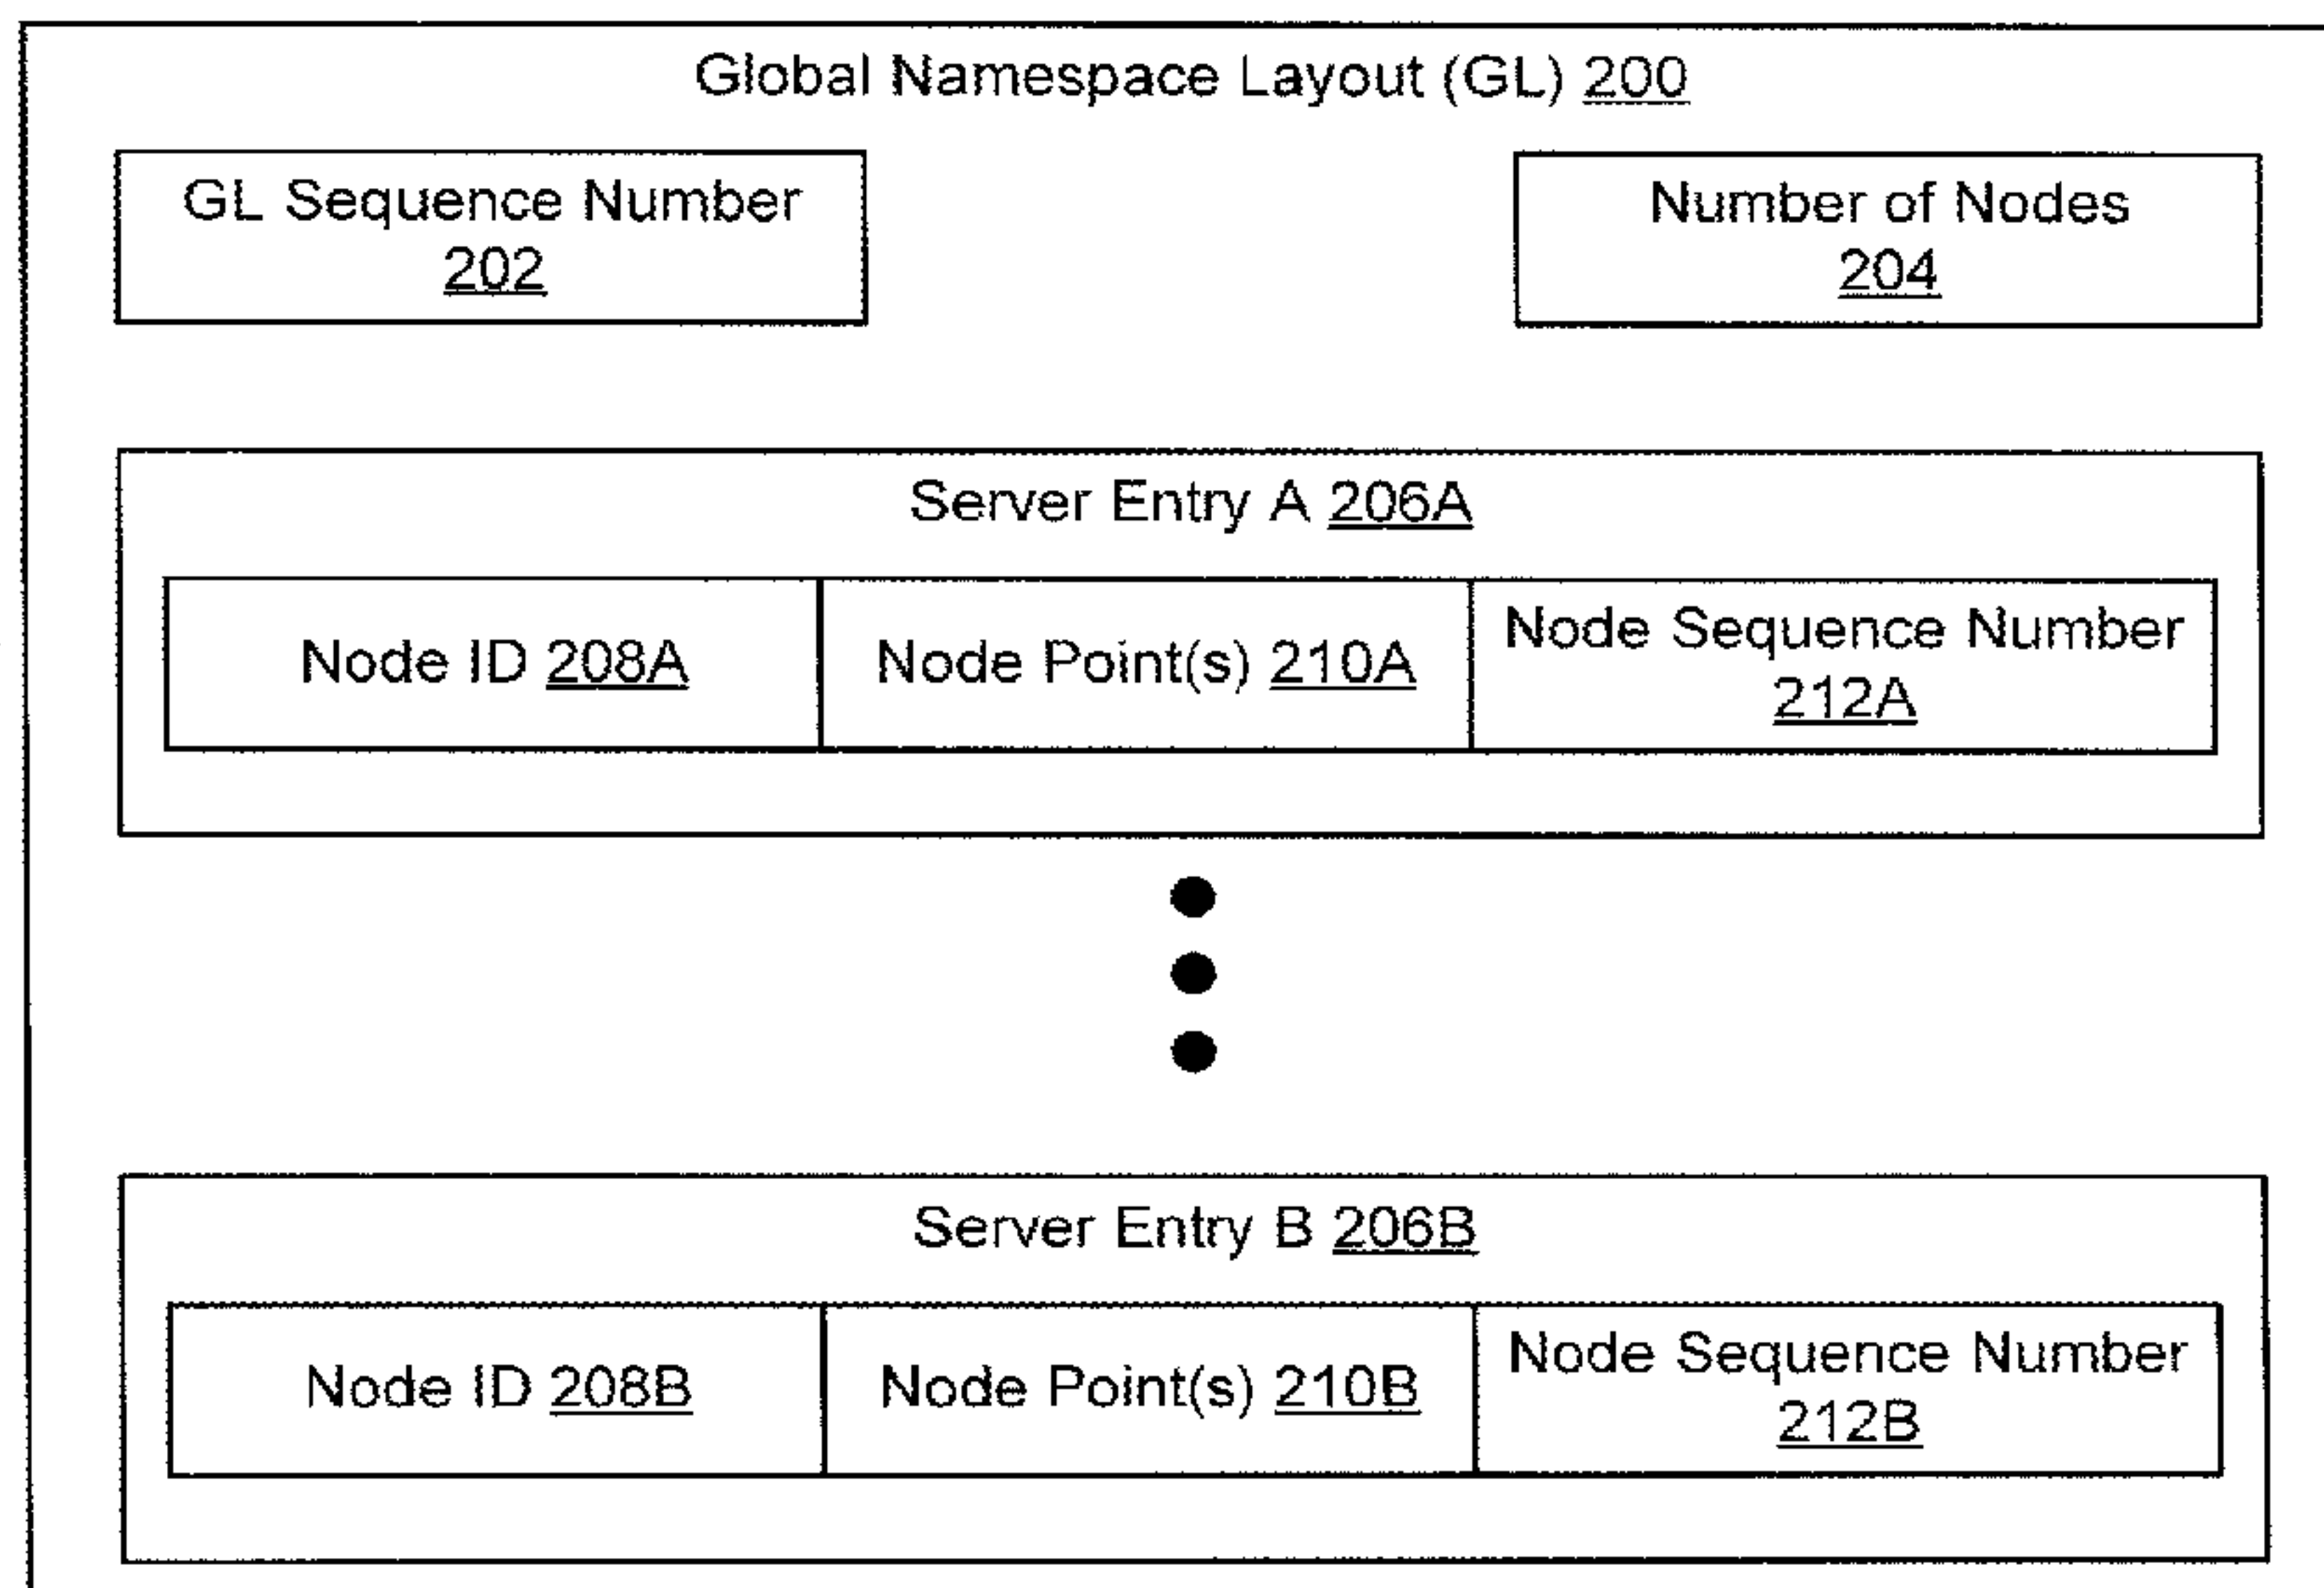 Global Namespace Layout (GL) 200
GL Sequence Number
202
Number of Nodes
204
Server Entry A 206A
Node ID 208A
Node Point(s) 210A
Node Sequence Number
212A
Server Entry B 206B
Node ID 208B
Node Point(s) 210B
Node Sequence Number
212B